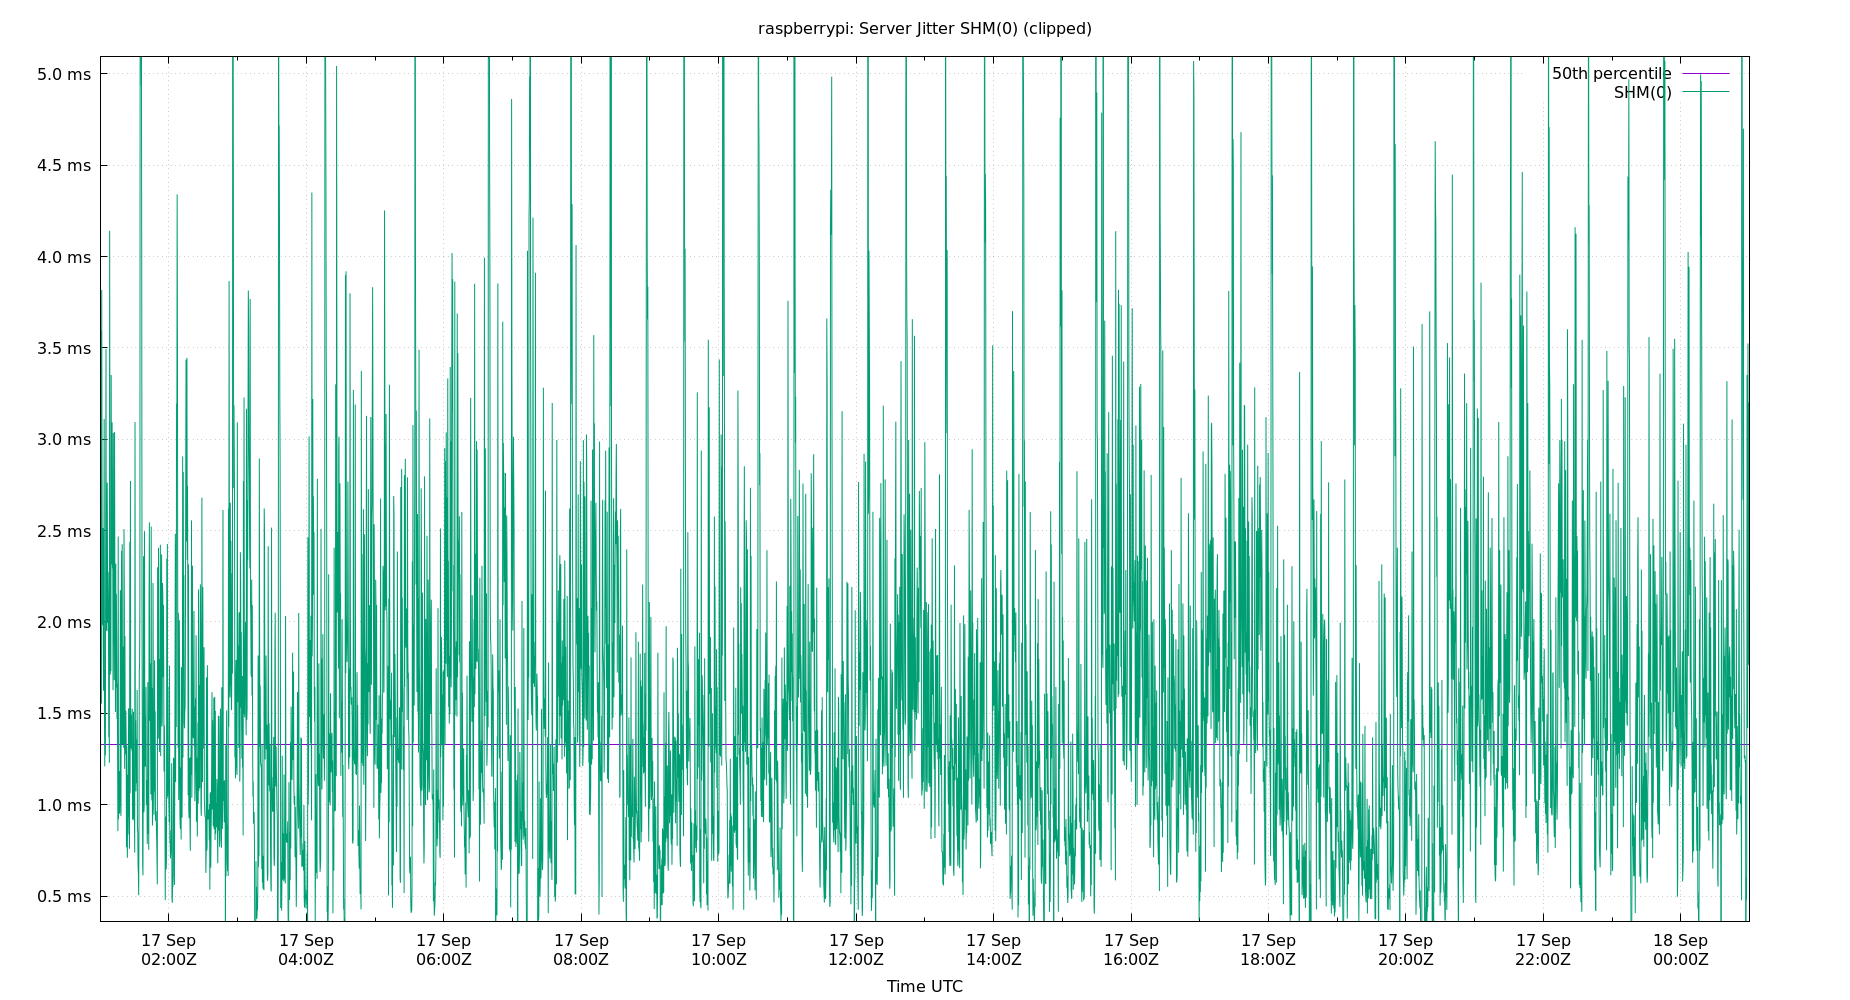 raspberrypi: Server Jitter SHM(0) (clipped)
5.0 ms
4.5 ms
4.0 ms
3.5 ms
3.0 ms
2.5 ms
2.0 ms
1.5 ms
1.0 ms
0.5 ms
50th percentile
SHM(0)
17 Sep 17 Sep 17 Sep 17 Sep 17 Sep 17 Sep 17 Sep 17 Sep 17 Sep 17 Sep 17 Sep 18 Sep
02:00Z 04:00Z 06:00Z 08:00Z 10:00Z 12:00Z 14:00Z 16:00Z 18:00Z 20:00Z 22:00Z 00:00Z
Time UTC